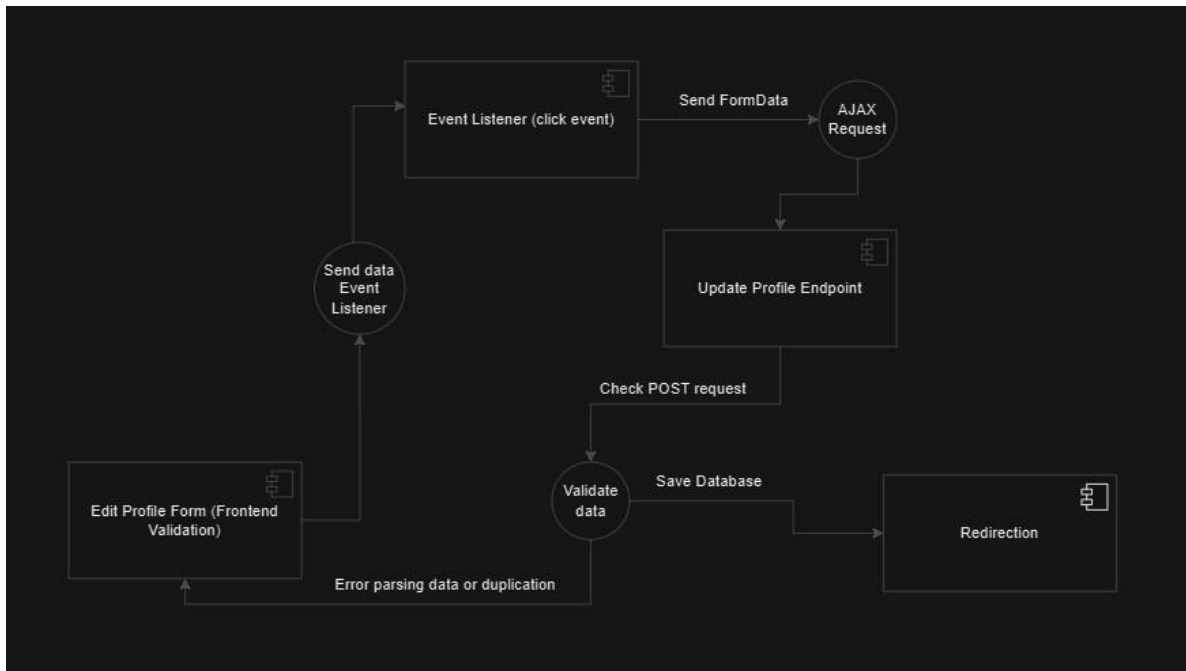 Event Listener (click event)
Send FormData
AJAX
Request
Send data
Event
Listener
Update Profile Endpoint
Check POST request
Edit Profile Form (Frontend
Validation)
Validate
data
Save Database
Redirection
Error parsing data or duplication